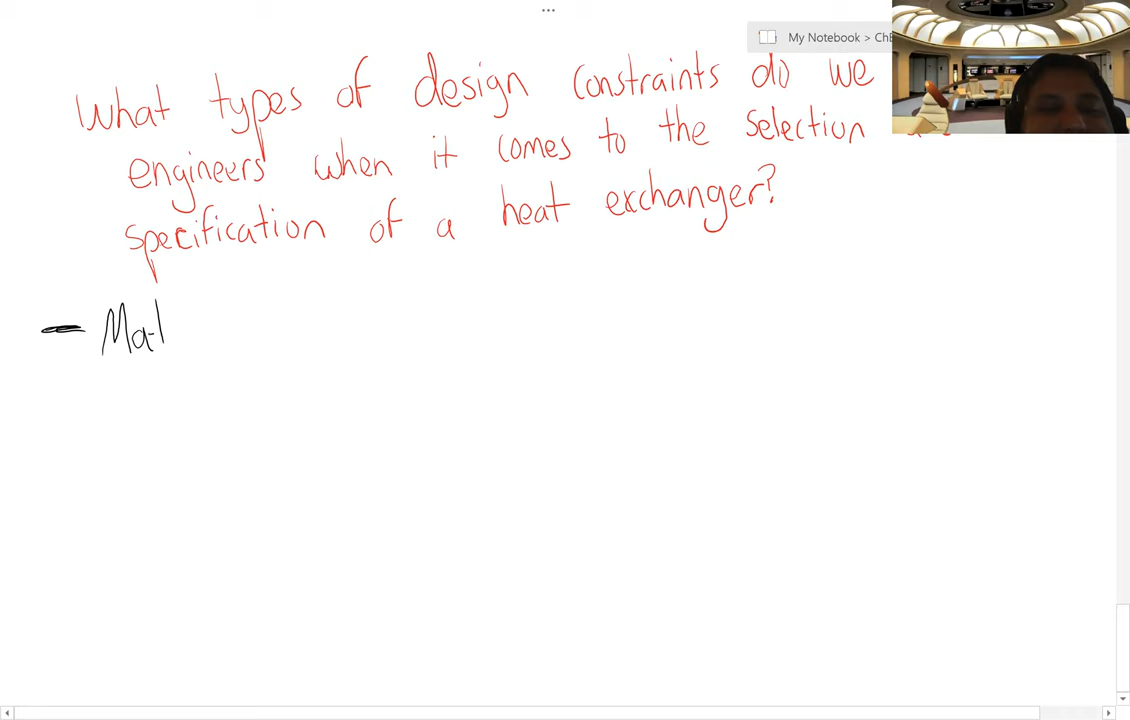 My Notebook > Ch
What types of design constraints do we
engineers when it comes to the selection
specification of a heat exchanger?
- Mat